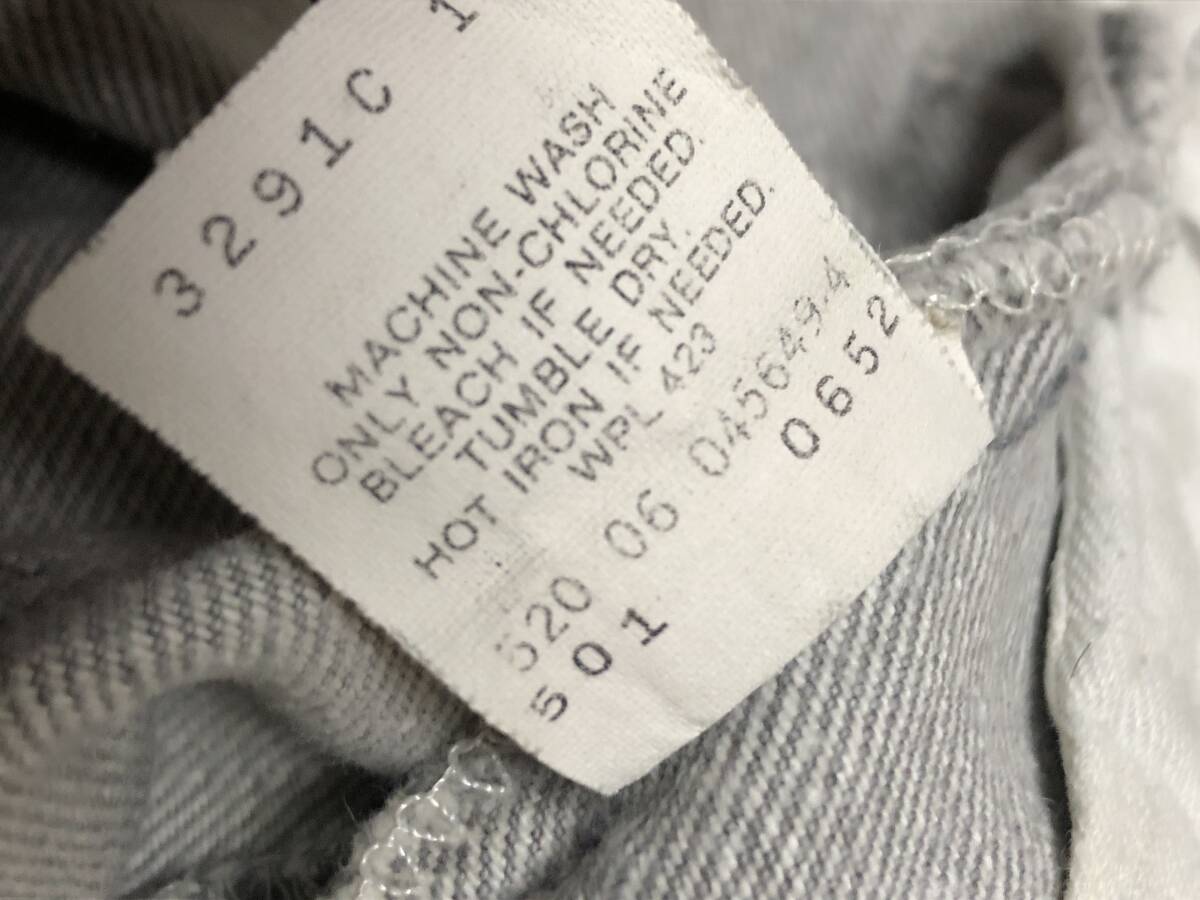 3291C 1
MACHINE WASH
ONLY NON-CHLORINE
BLEACH IF NEEDED.
TUMBLE DRY.
HOT IRON IF NEEDED.
WPL 423
520 06 0456494
501 0652